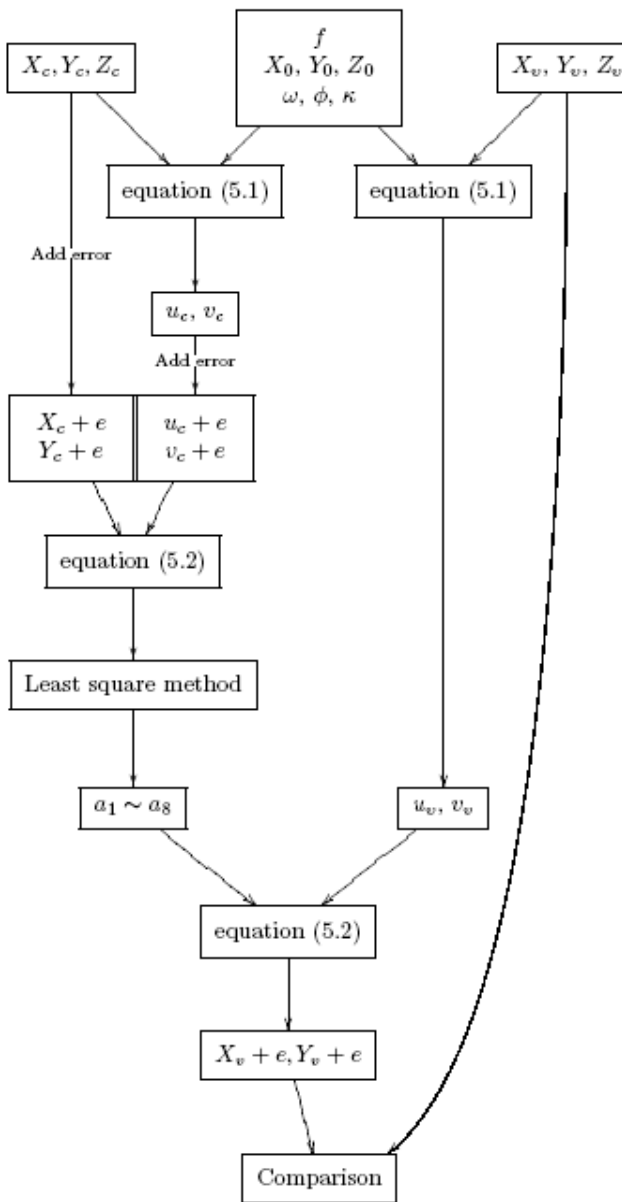 f
X_c, Y_c, Z_c
X_0, Y_0, Z_0
X_v, Y_v, Z_v
ω, ϕ, κ
equation (5.1)
equation (5.1)
Add error
u_c, v_c
Add error
X_c + e
u_c + e
Y_c + e
v_c + e
equation (5.2)
Least square method
a_1 ∼ a_8
u_v, v_v
equation (5.2)
X_v + e, Y_v + e
Comparison